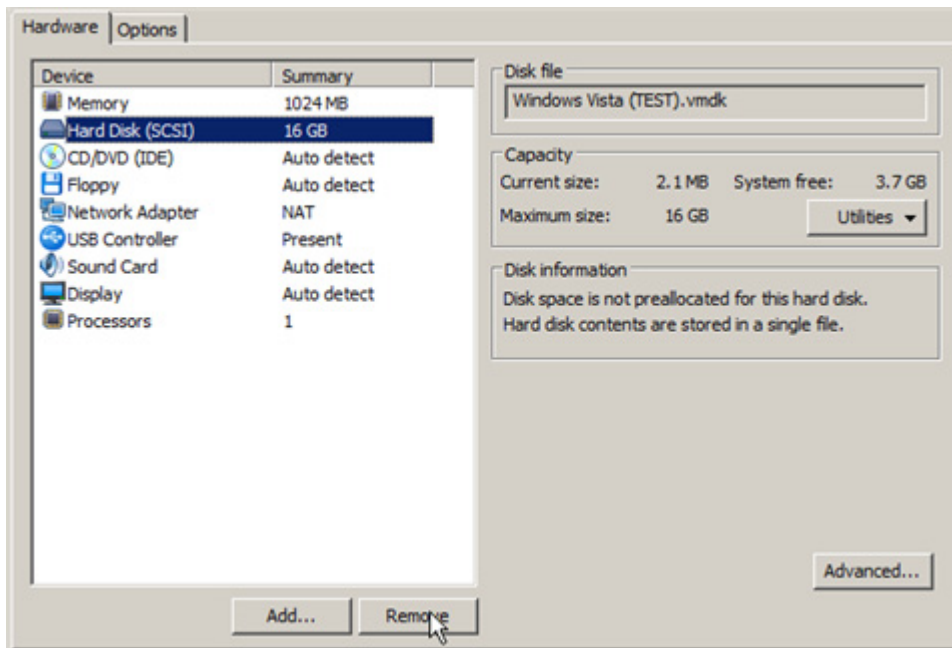 Hardware Options
Device Summary
Memory 1024 MB
Hard Disk (SCSI) 16 GB
CD/DVD (IDE) Auto detect
Floppy Auto detect
Network Adapter NAT
USB Controller Present
Sound Card Auto detect
Display Auto detect
Processors 1
Add... Remove
Disk file
Windows Vista (TEST).vmdk
Capacity
Current size: 2.1 MB System free: 3.7 GB
Maximum size: 16 GB Utilities
Disk information
Disk space is not preallocated for this hard disk.
Hard disk contents are stored in a single file.
Advanced...